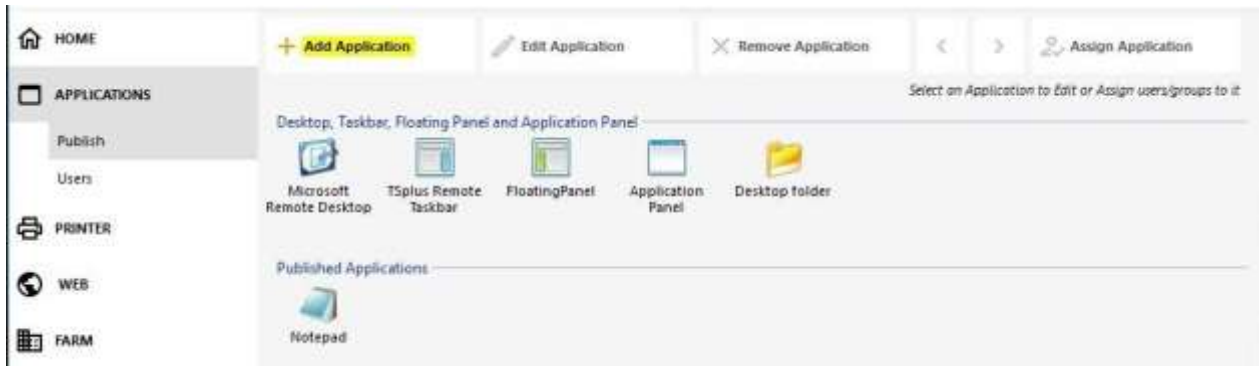 HOME
APPLICATIONS
Publish
Users
PRINTER
WEB
FARM
Add Application
Edit Application
Remove Application
Assign Application
Select an Application to Edit or Assign users/groups to it
Desktop, Taskbar, Floating Panel and Application Panel
Microsoft
Remote Desktop
TSplus Remote
Taskbar
FloatingPanel
Application
Panel
Desktop folder
Published Applications
Notepad